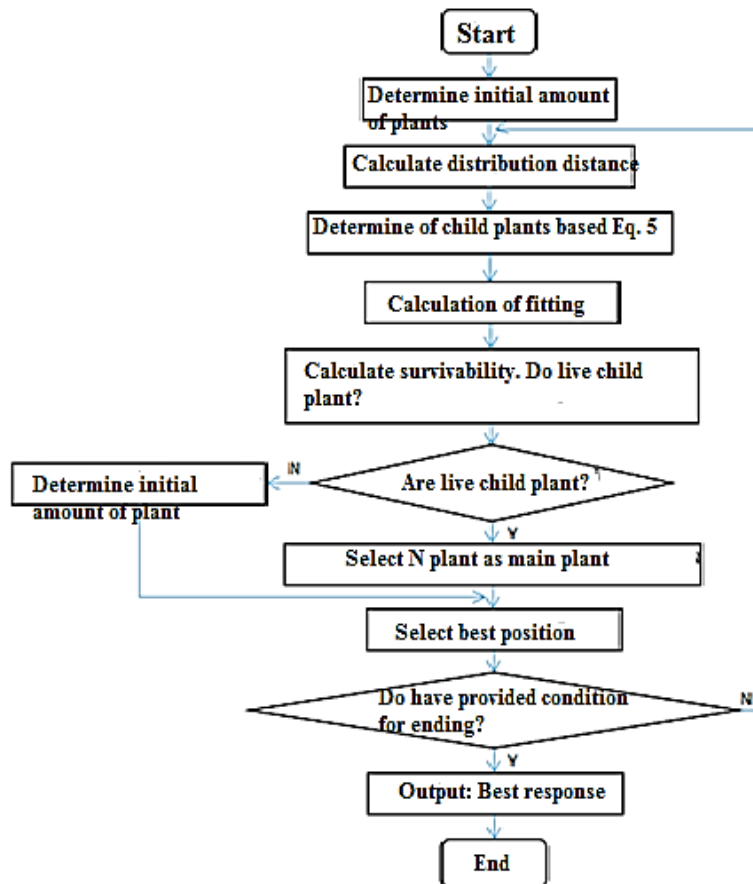 Start
Determine initial amount
of plants
Calculate distribution distance
Determine of child plants based Eq. 5
Calculation of fitting
Calculate survivability. Do live child
plant?
Are live child plant?
N
Determine initial
amount of plant
Y
Select N plant as main plant
Select best position
Do have provided condition
for ending?
N
Y
Output: Best response
End